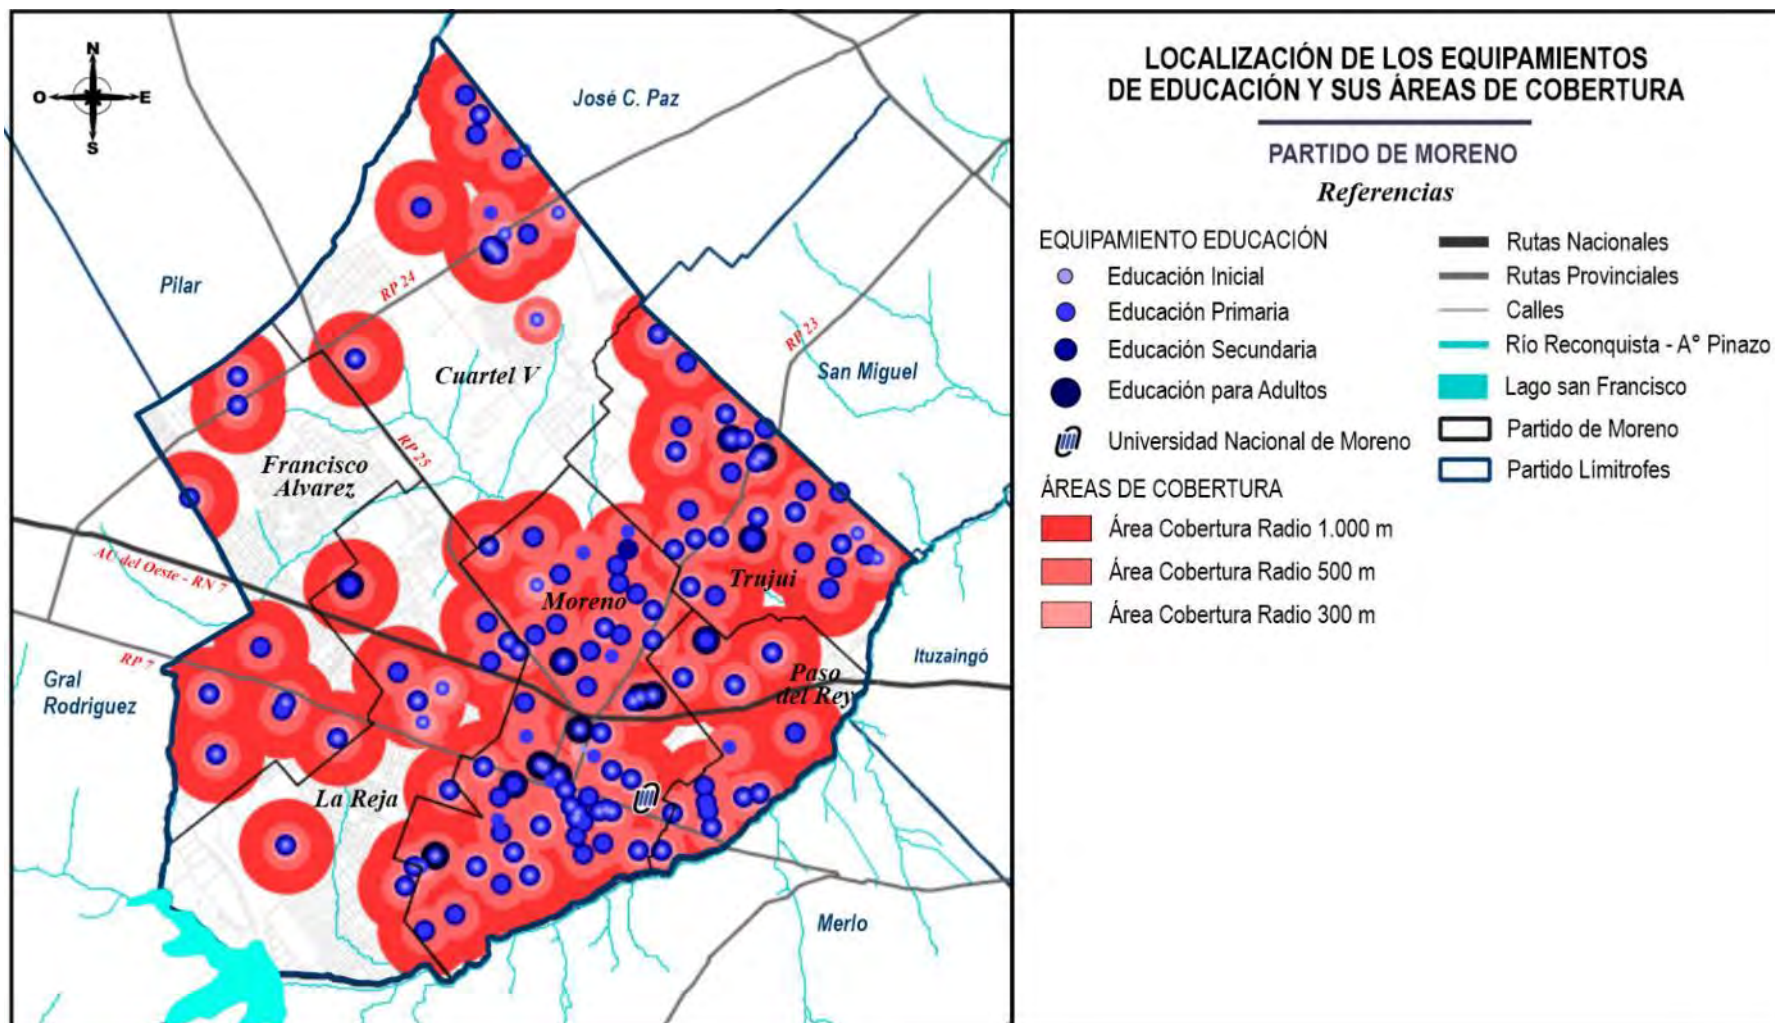 N
O
E
S
José C. Paz
Pilar
RP 24
RP 23
San Miguel
Cuartel V
RP 25
Francisco
Alvarez
AU del Oeste - RN 7
Trujui
Moreno
RP 7
Ituzaingó
Paso
del Rey
Gral
Rodriguez
La Reja
Merlo
LOCALIZACIÓN DE LOS EQUIPAMIENTOS
DE EDUCACIÓN Y SUS ÁREAS DE COBERTURA
PARTIDO DE MORENO
Referencias
EQUIPAMIENTO EDUCACIÓN
Educación Inicial
Educación Primaria
Educación Secundaria
Educación para Adultos
Universidad Nacional de Moreno
ÁREAS DE COBERTURA
Área Cobertura Radio 1.000 m
Área Cobertura Radio 500 m
Área Cobertura Radio 300 m
Rutas Nacionales
Rutas Provinciales
Calles
Río Reconquista - A° Pinazo
Lago san Francisco
Partido de Moreno
Partido Limitrofes